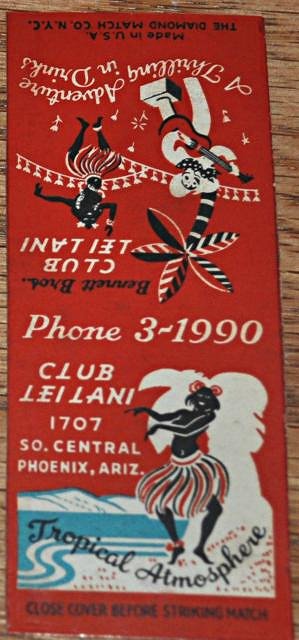 Made in U.S.A.
THE DIAMOND MATCH CO. N.Y.C.
A Thrilling
Adventure
in Drinks
Bennett Bros.
CLUB
LEI LANI
Phone 3-1990
CLUB
LEI LANI
1707
SO. CENTRAL
PHOENIX, ARIZ.
Tropical Atmosphere
CLOSE COVER BEFORE STRIKING MATCH